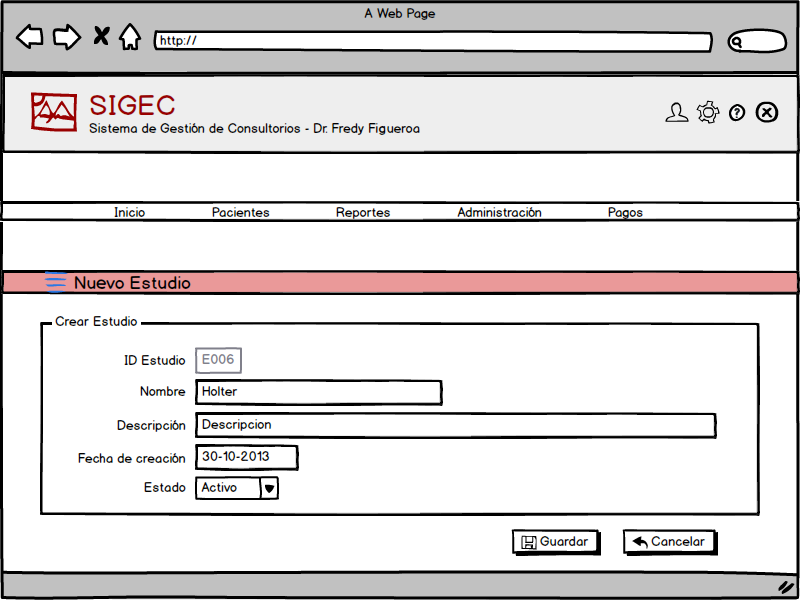 A Web Page
http://
SIGEC
Sistema de Gestión de Consultorios - Dr. Fredy Figueroa
Inicio Pacientes Reportes Administración Pagos
Nuevo Estudio
Crear Estudio
ID Estudio E006
Nombre Holter
Descripción Descripcion
Fecha de creación 30-10-2013
Estado Activo
Guardar Cancelar